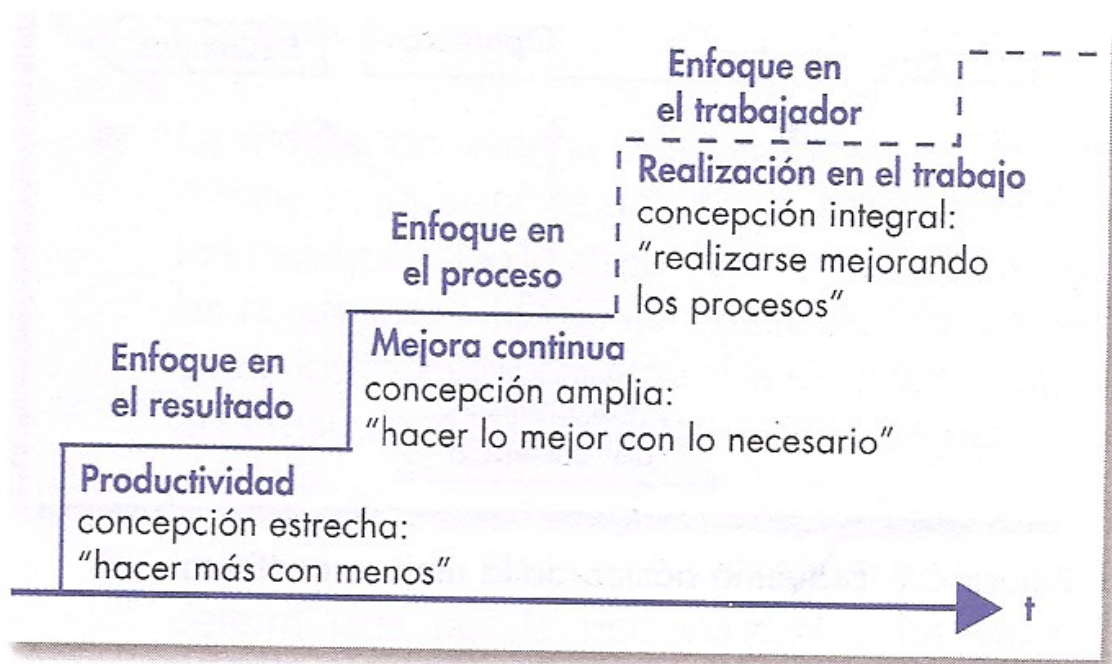 Enfoque en
el trabajador
Realización en el trabajo
concepción integral:
“realizarse mejorando
los procesos”
Enfoque en
el proceso
Mejora continua
concepción amplia:
“hacer lo mejor con lo necesario”
Enfoque en
el resultado
Productividad
concepción estrecha:
“hacer más con menos”
t